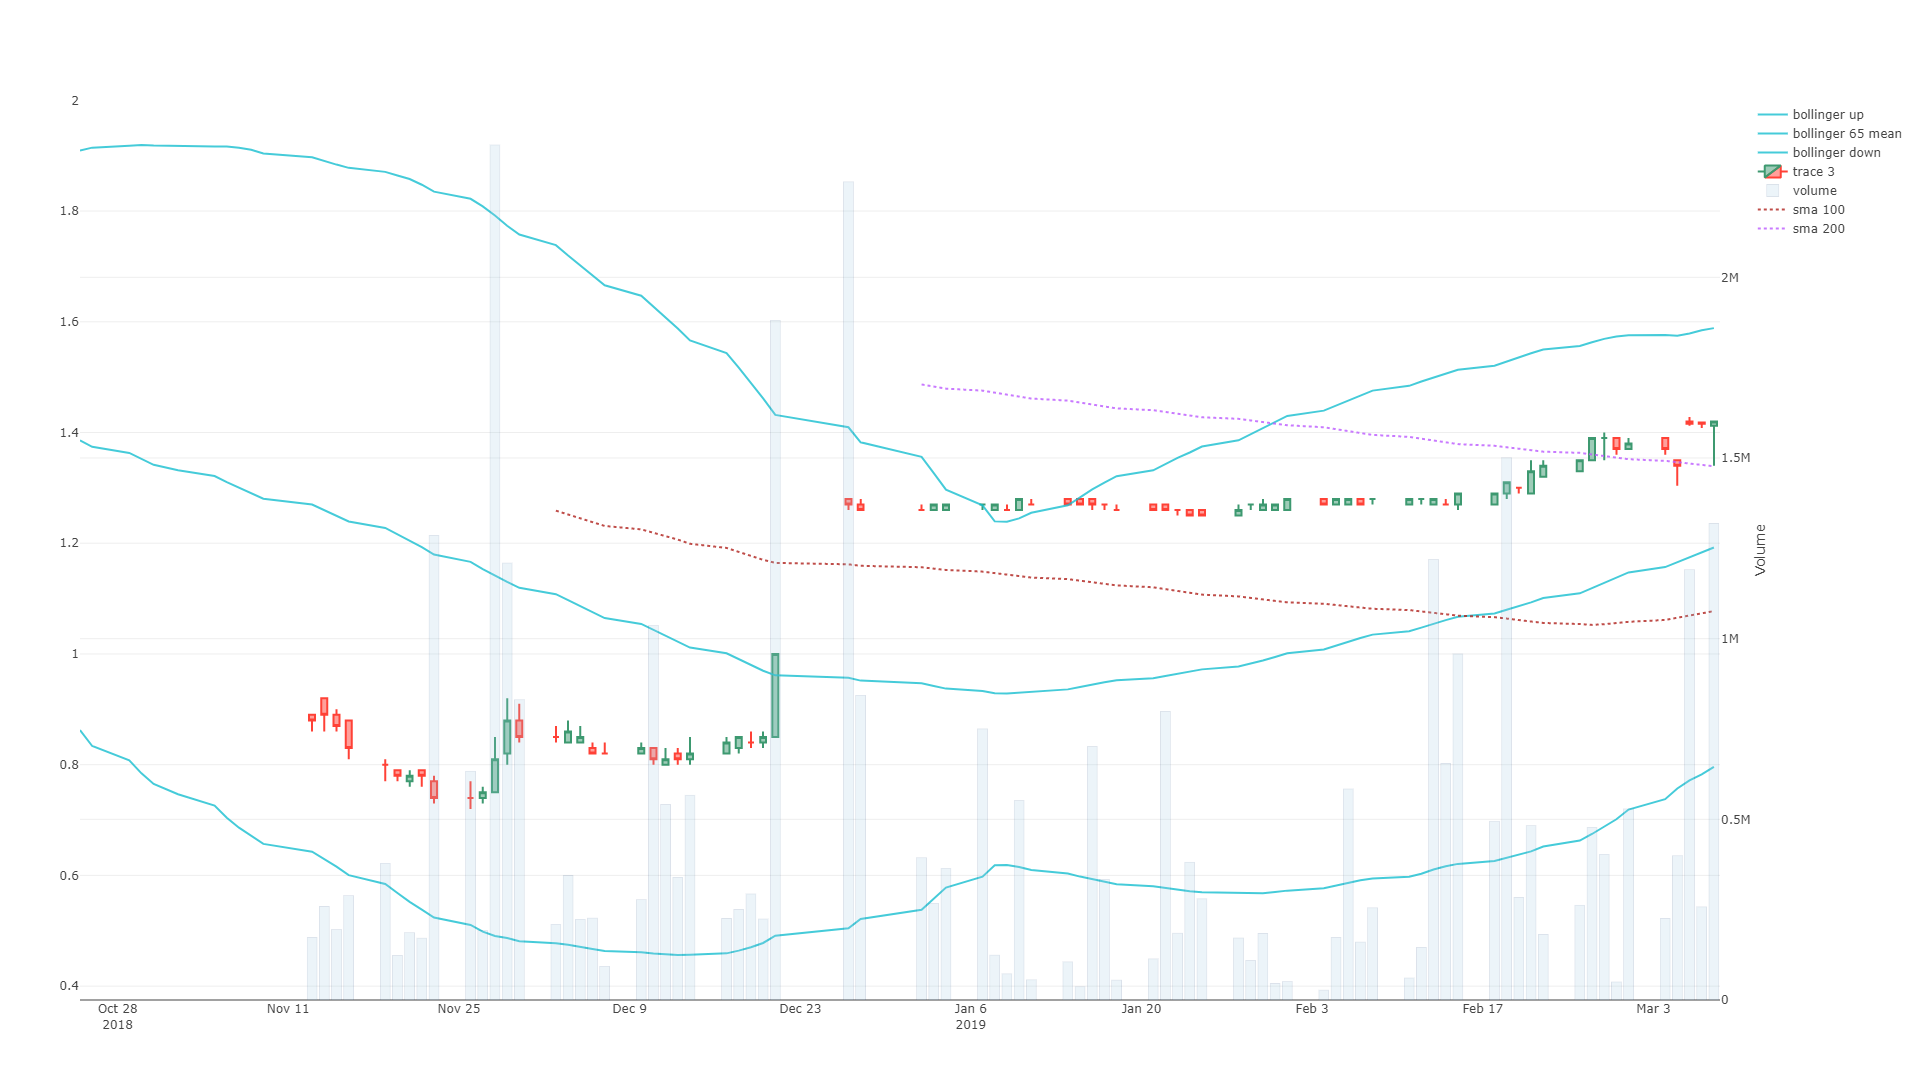 2
1.8
1.6
1.4
1.2
1
0.8
0.6
0.4
bollinger up
bollinger 65 mean
bollinger down
trace 3
volume
sma 100
sma 200
2M
1.5M
1M
0.5M
0
Volume
Oct 28
2018
Nov 11
Nov 25
Dec 9
Dec 23
Jan 6
2019
Jan 20
Feb 3
Feb 17
Mar 3